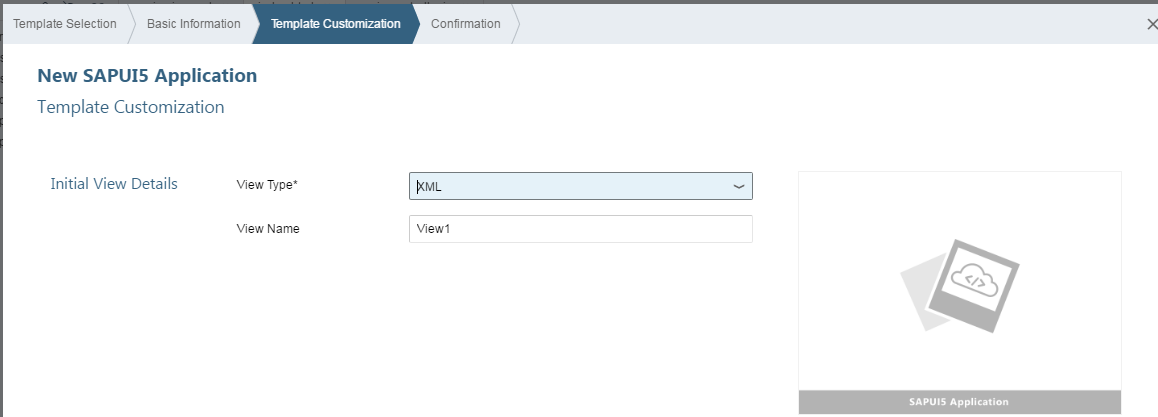 Template Selection
Basic Information
Template Customization
Confirmation
New SAPUI5 Application
Template Customization
Initial View Details
View Type*
XML
View Name
View1
</>
SAPUI5 Application